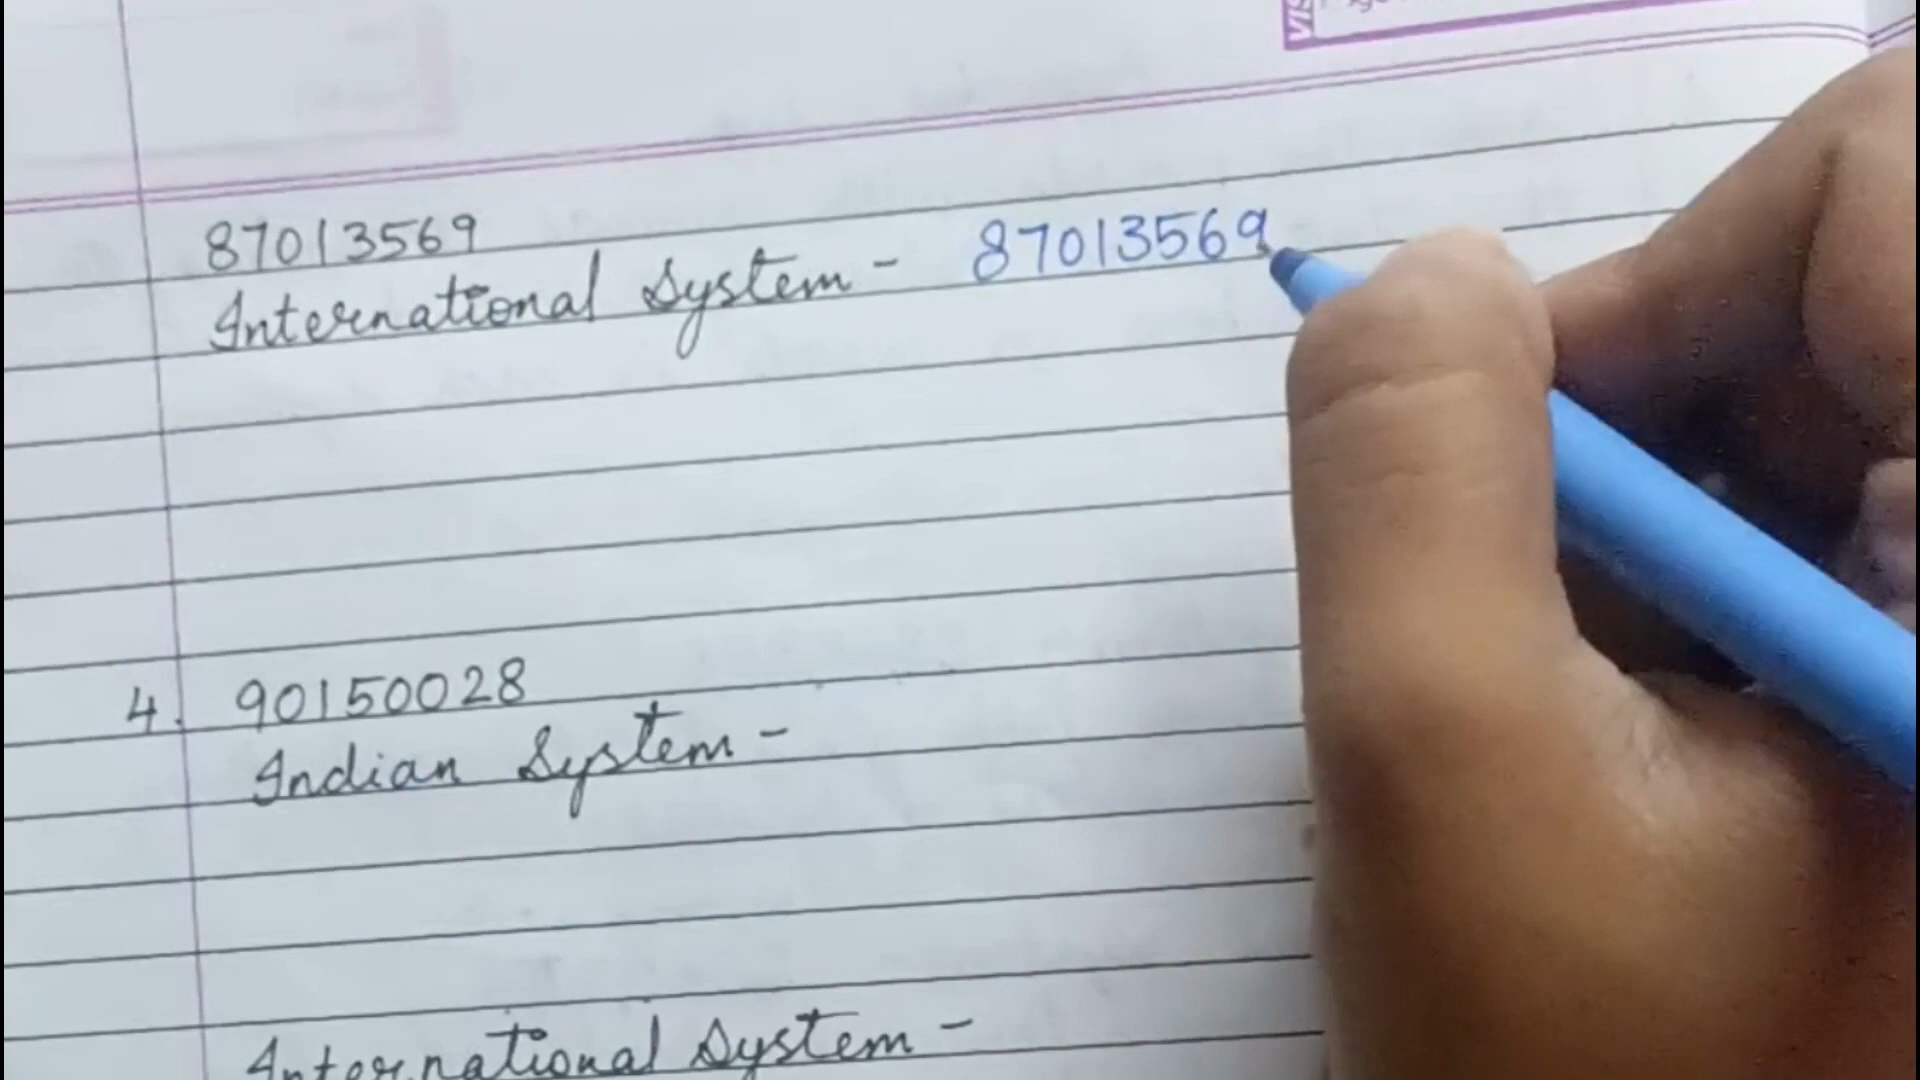 87013569
International System - 87013569
4. 90150028
Indian System -
International System -